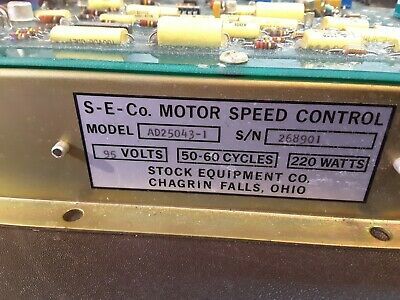 S-E-Co. MOTOR SPEED CONTROL
MODEL AD25043-1 S/N 268901
95 VOLTS 50-60 CYCLES 220 WATTS
STOCK EQUIPMENT CO.
CHAGRIN FALLS, OHIO